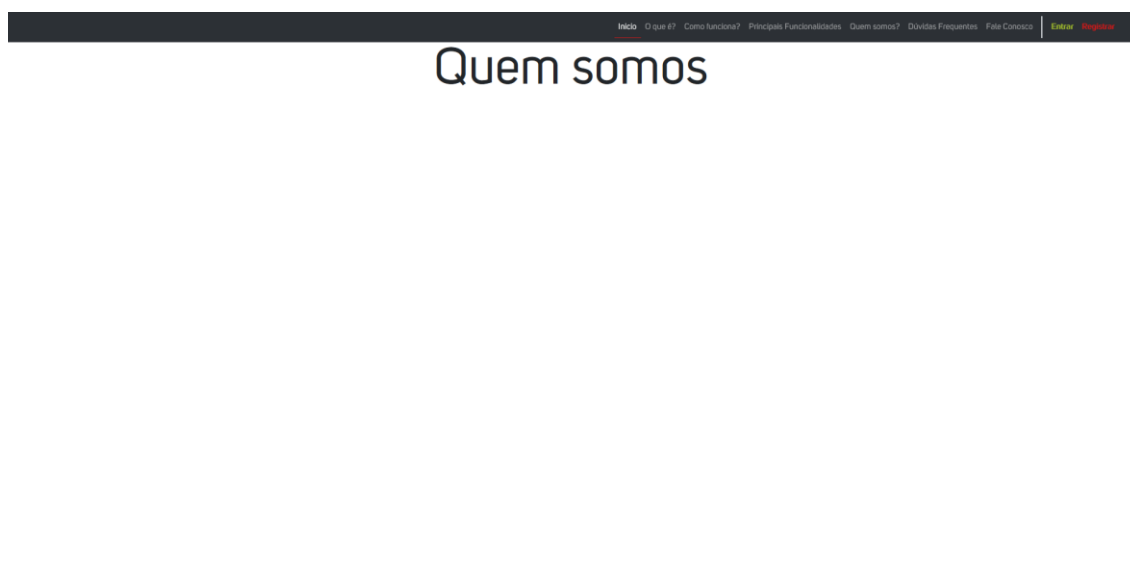 Início O que é? Como funciona? Principais Funcionalidades Quem somos? Dúvidas Frequentes Fale Conosco Entrar Registrar
Quem somos